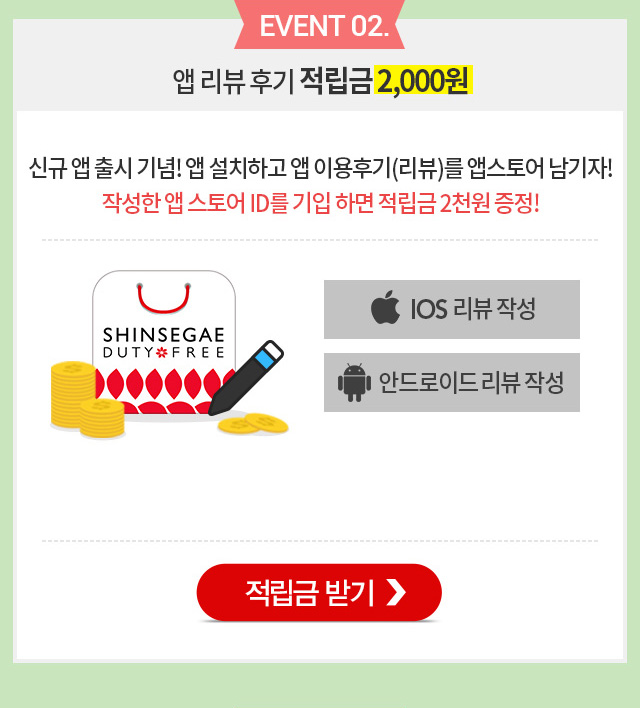 EVENT 02.
앱 리뷰 후기 적립금 2,000원
신규 앱 출시 기념! 앱 설치하고 앱 이용후기(리뷰)를 앱스토어 남기자!
작성한 앱 스토어 ID를 기입 하면 적립금 2천원 증정!
SHINSEGAE
DUTY FREE
IOS 리뷰 작성
안드로이드 리뷰 작성
적립금 받기